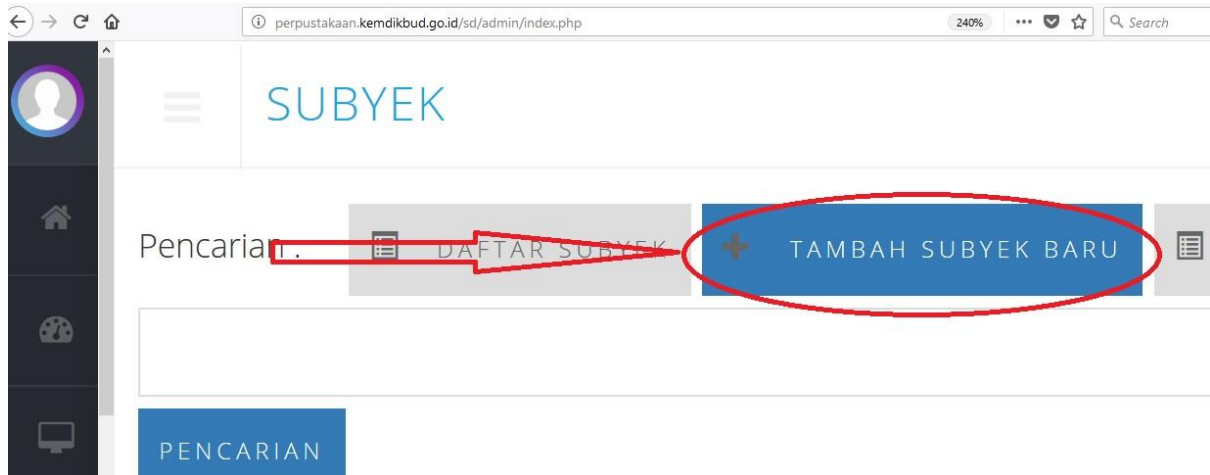 perpustakaan.kemdikbud.go.id/sd/admin/index.php 240% Search
SUBYEK
Pencarian : DAFTAR SUBYEK TAMBAH SUBYEK BARU
PENCARIAN